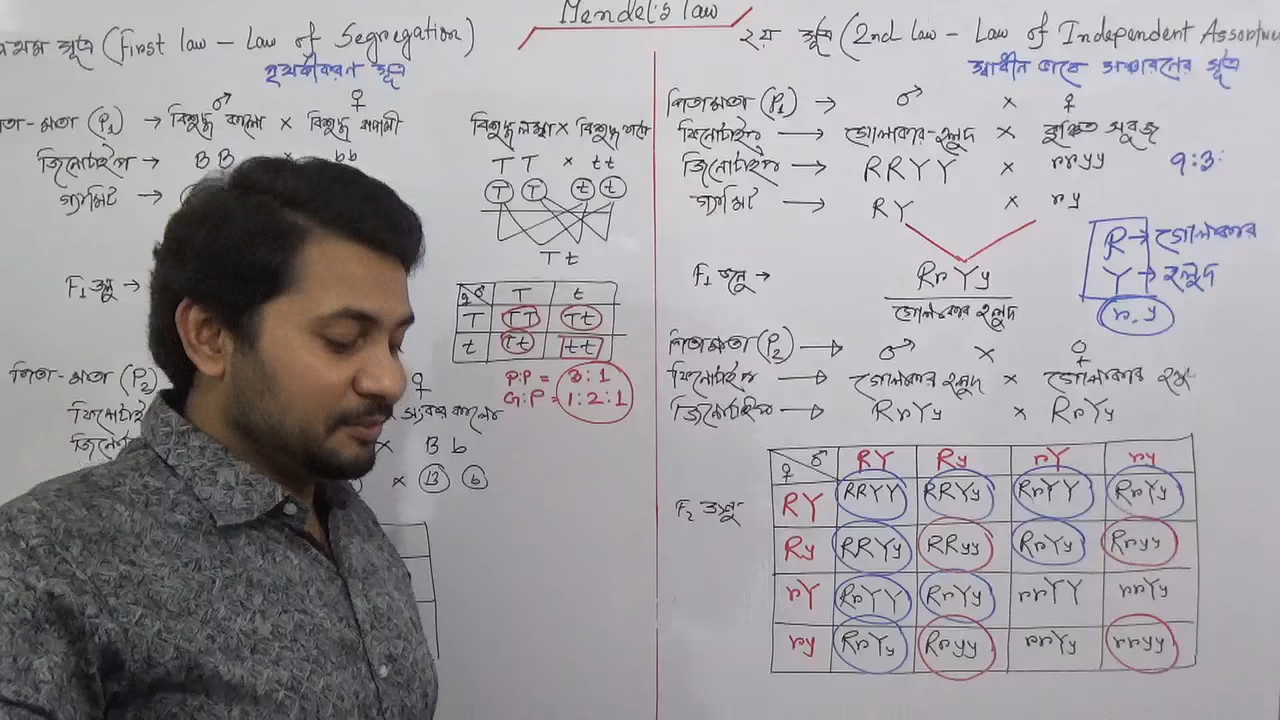 Mendel's law
প্রথম সূত্র (First law – Law of Segregation)
পৃথকীকরণ সূত্র
পিতা-মাতা (P₁) → বিশুদ্ধ কালো ♂ × বিশুদ্ধ বাদামী ♀
জিনোটাইপ → BB × bb
গ্যামিট →
F₁ জনু →
পিতা-মাতা (P₂) ♀
× Bb
× B b
বিশুদ্ধ লম্বা × বিশুদ্ধ
TT × tt
T T t t
Tt
♀ ♂ T t
T TT Tt
t Tt tt
P:P = 3:1
G:P = 1:2:1
২য় সূত্র (2nd law – Law of Independent Assortme
স্বাধীন ভাবে সঞ্চারনের সূত্র
পিতামাতা (P₁) → ♂ × ♀
ফিনোটাইপ → গোলাকার-হলুদ × কুঞ্চিত সবুজ
জিনোটাইপ → RRYY × rryy
গ্যামিট → RY × ry
9:3:
R → গোলাকার
Y → হলুদ
r, y
F₁ জনু → RrYy
গোলাকার হলুদ
পিতামাতা (P₂) → ♂ × ♀
ফিনোটাইপ → গোলাকার হলুদ × গোলাকার হলুদ
জিনোটাইপ → RrYy × RrYy
F₂ জনু-
♀ ♂ RY Ry rY ry
RY RRYY RRYy RrYY RrYy
Ry RRYy RRyy RrYy Rryy
rY RrYY RrYy rrYY rrYy
ry RrYy Rryy rrYy rryy